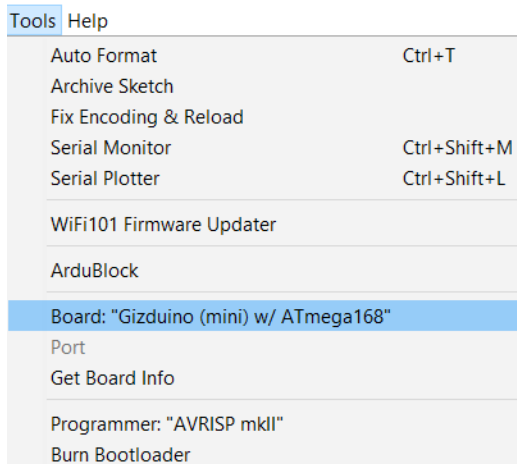 Tools Help
Auto Format Ctrl+T
Archive Sketch
Fix Encoding & Reload
Serial Monitor Ctrl+Shift+M
Serial Plotter Ctrl+Shift+L
WiFi101 Firmware Updater
ArduBlock
Board: "Gizduino (mini) w/ ATmega168"
Port
Get Board Info
Programmer: "AVRISP mkII"
Burn Bootloader